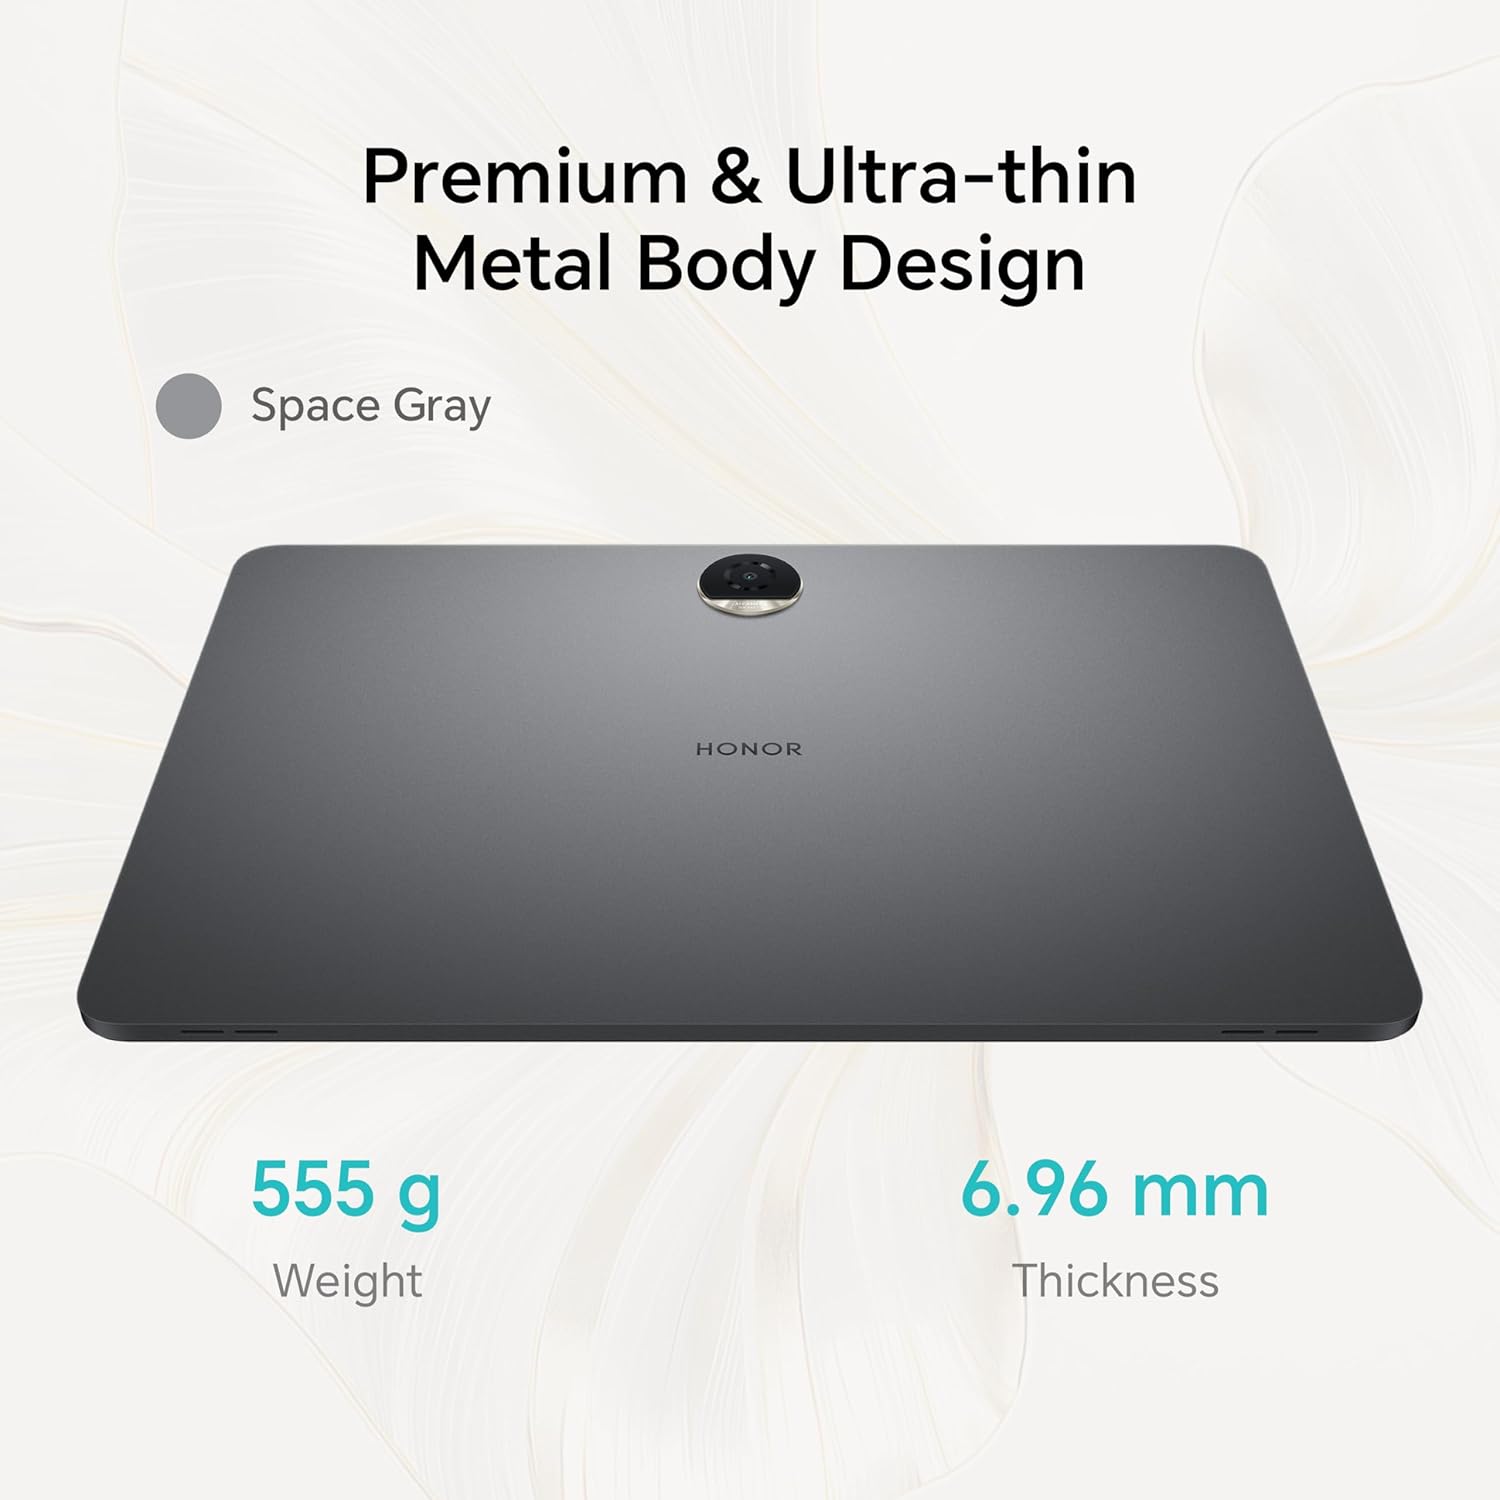 Premium & Ultra-thin
Metal Body Design
Space Gray
HONOR
555 g
6.96 mm
Weight
Thickness